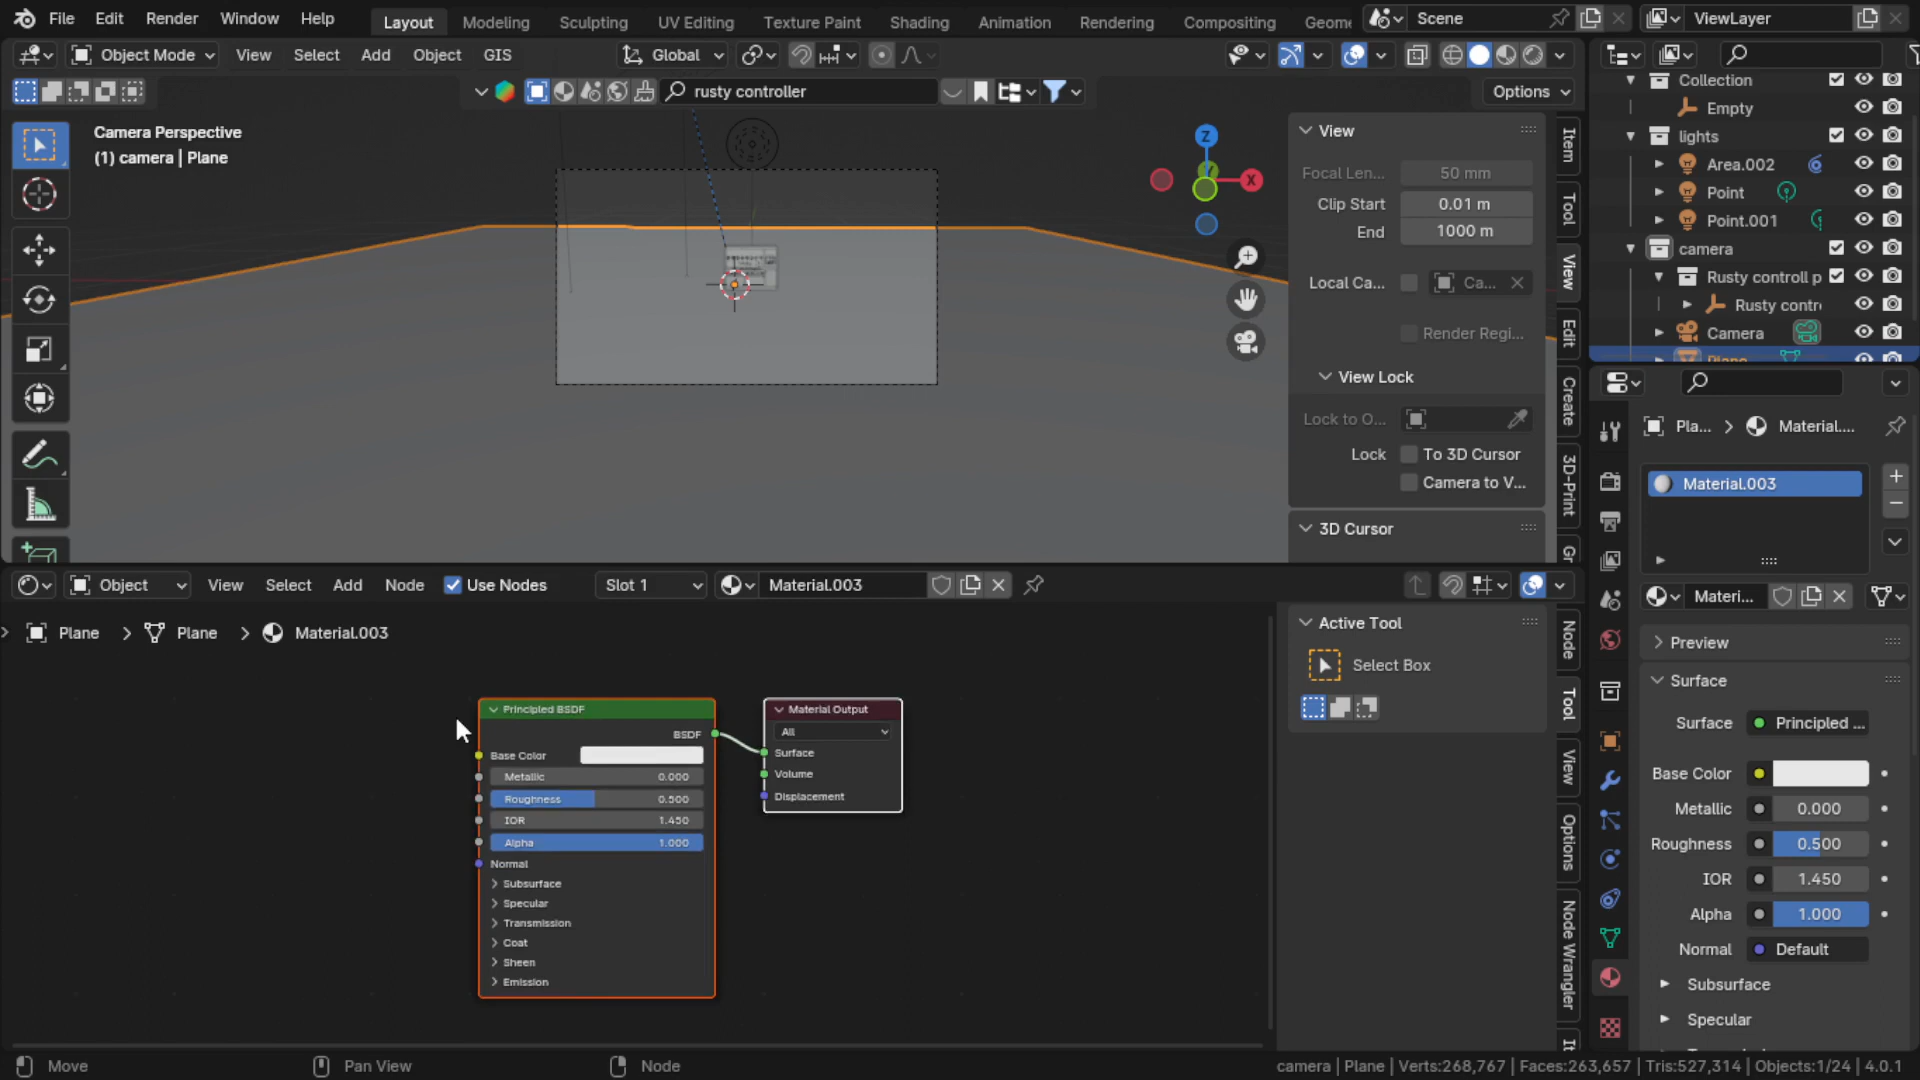 File Edit Render Window Help Layout Modeling Sculpting UV Editing Texture Paint Shading Animation Rendering Compositing Geome Scene ViewLayer
Object Mode View Select Add Object GIS Global
rusty controller Options
Camera Perspective
(1) camera | Plane
Z
X
View
Focal Len... 50 mm
Clip Start 0.01 m
End 1000 m
Local Ca... Ca...
Render Regi...
View Lock
Lock to O...
Lock To 3D Cursor
Camera to V...
3D Cursor
Item
Tool
View
Edit
Create
3D-Print
Gr
Collection
Empty
lights
Area.002
Point
Point.001
camera
Rusty controll p
Rusty contr
Camera
Plane
Pla... > Material....
Material.003
Materi...
Preview
Surface
Surface Principled ...
Base Color
Metallic 0.000
Roughness 0.500
IOR 1.450
Alpha 1.000
Normal Default
Subsurface
Specular
Object View Select Add Node Use Nodes Slot 1 Material.003
Plane > Plane > Material.003
Principled BSDF
BSDF
Base Color
Metallic 0.000
Roughness 0.500
IOR 1.450
Alpha 1.000
Normal
Subsurface
Specular
Transmission
Coat
Sheen
Emission
Material Output
All
Surface
Volume
Displacement
Active Tool
Select Box
Node
Tool
View
Options
Node Wrangler
It
Move Pan View Node camera | Plane | Verts:268,767 | Faces:263,657 | Tris:527,314 | Objects:1/24 | 4.0.1